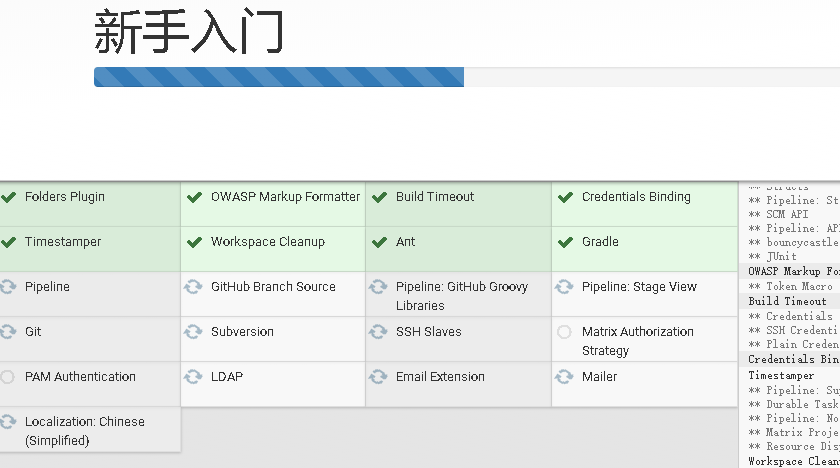 新手入门
Folders Plugin
OWASP Markup Formatter
Build Timeout
Credentials Binding
Timestamper
Workspace Cleanup
Ant
Gradle
Pipeline
GitHub Branch Source
Pipeline: GitHub Groovy
Libraries
Pipeline: Stage View
Git
Subversion
SSH Slaves
Matrix Authorization
Strategy
PAM Authentication
LDAP
Email Extension
Mailer
Localization: Chinese
(Simplified)
** Structs
** Pipeline: St
** SCM API
** Pipeline: API
** bouncycastle
** JUnit
OWASP Markup Fo
** Token Macro
Build Timeout
** Credentials
** SSH Credenti
** Plain Creden
Credentials Bin
Timestamper
** Pipeline: Su
** Durable Task
** Pipeline: No
** Matrix Proje
** Resource Dis
Workspace Clean